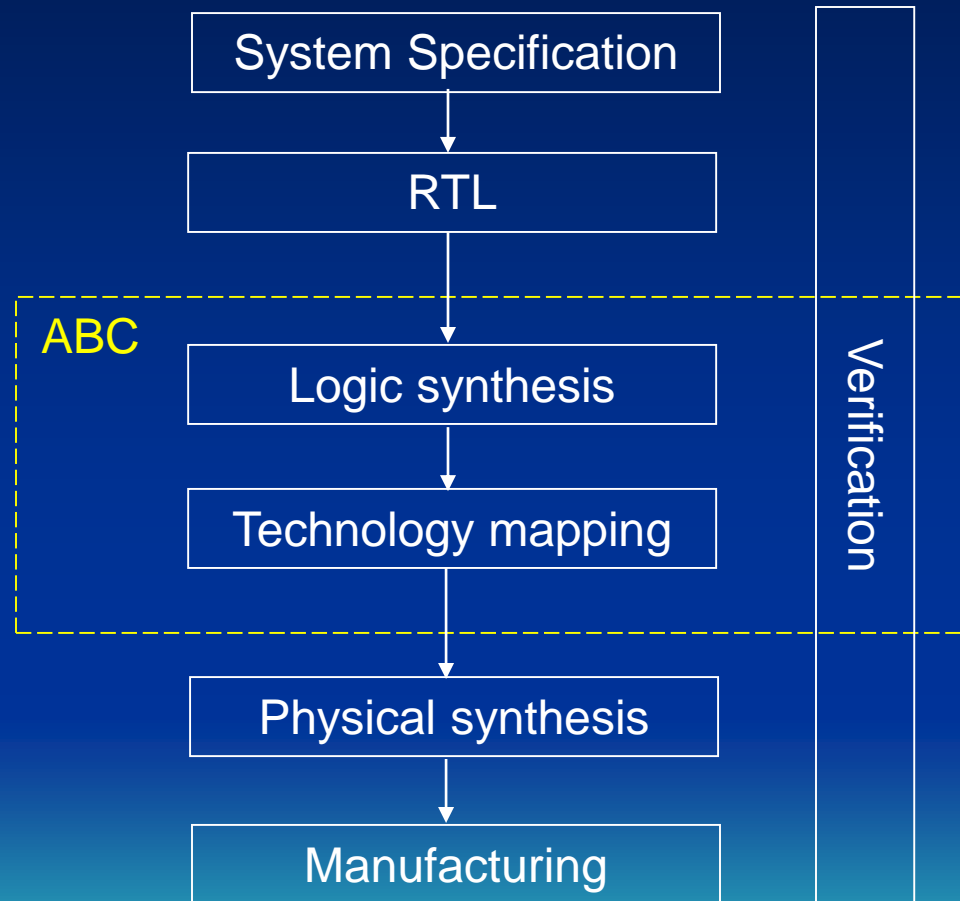 System Specification
RTL
ABC
Logic synthesis
Verification
Technology mapping
Physical synthesis
Manufacturing